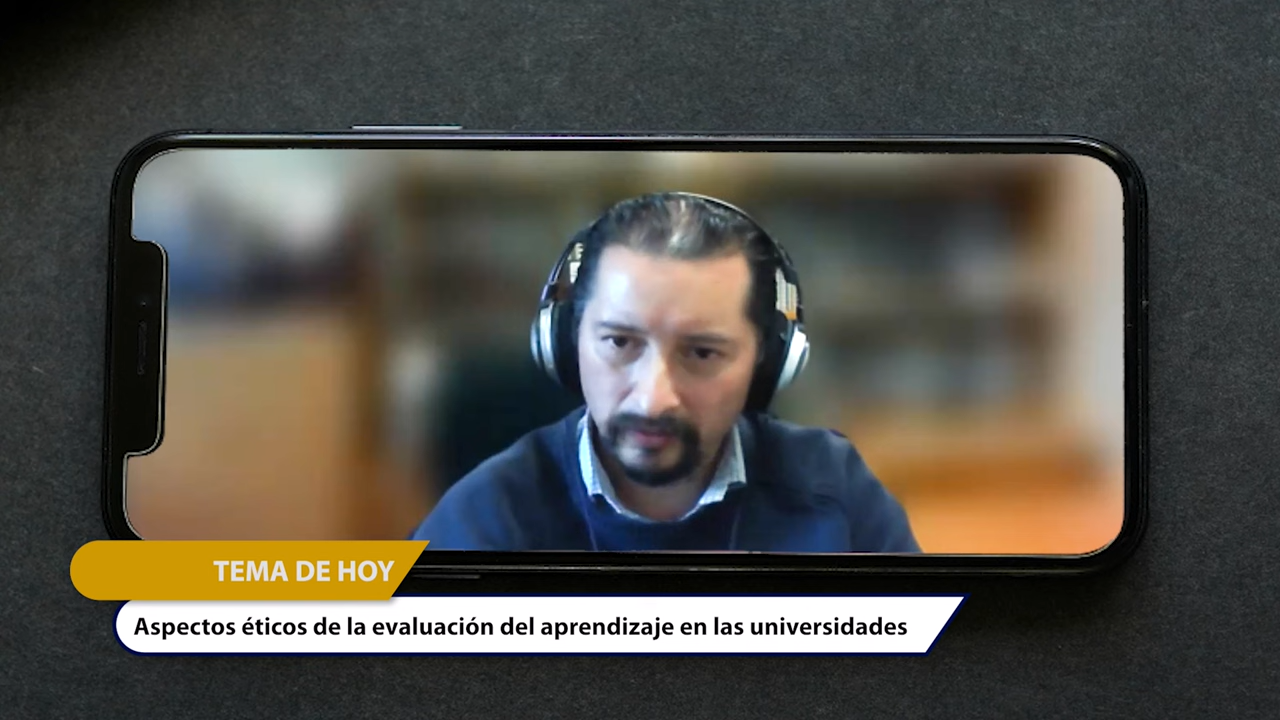 TEMA DE HOY
Aspectos éticos de la evaluación del aprendizaje en las universidades